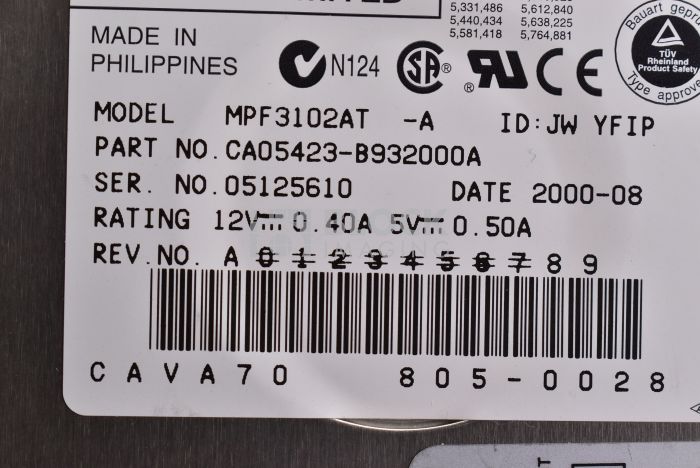 5,331,486 5,612,840
5,440,434 5,638,225
5,581,418 5,764,881
MADE IN
PHILIPPINES
N124
Bauart geprüft
TÜV
Rheinland
Product Safety
Type approved
MODEL MPF3102AT -A ID:JW YFIP
PART NO.CA05423-B932000A
SER. NO.05125610 DATE 2000-08
RATING 12V⎓ 0.40A 5V⎓ 0.50A
REV.NO. A 0 1 2 3 4 5 6 7 8 9
CAVA70 805-0028